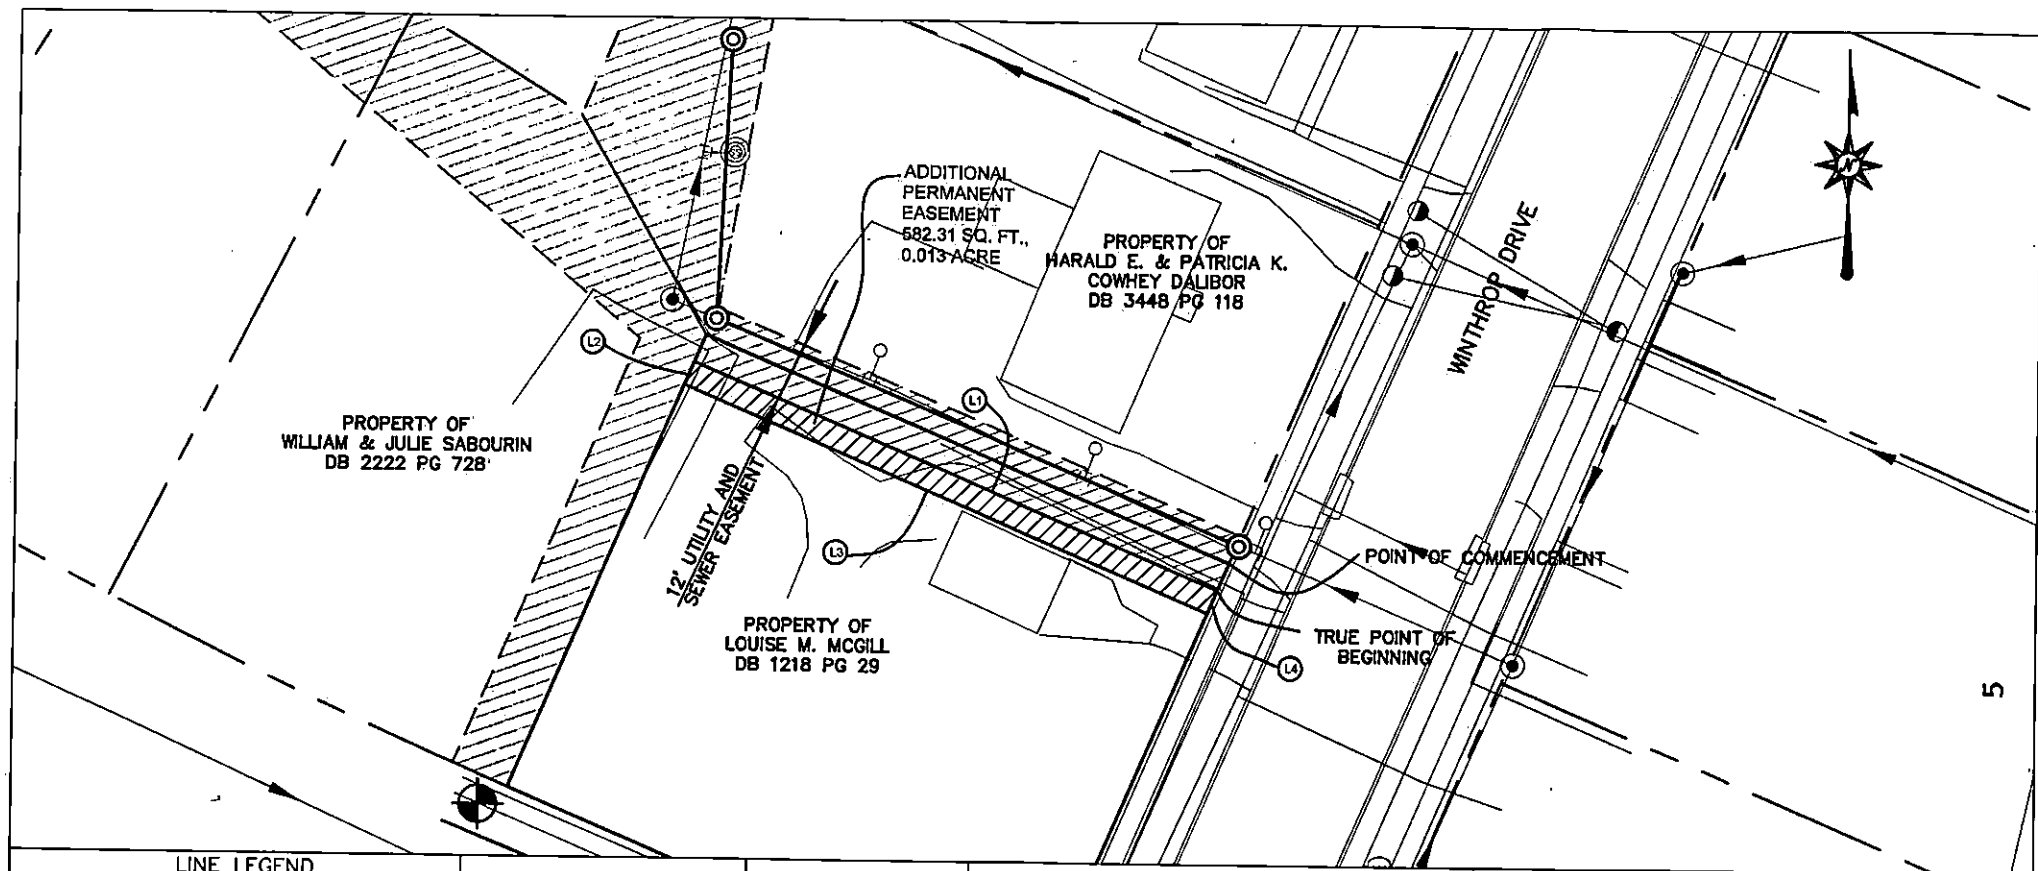 ADDITIONAL
PERMANENT
EASEMENT
582.31 SQ. FT.,
0.013 ACRE
PROPERTY OF
HARALD E. & PATRICIA K.
COWHEY DALIBOR
DB 3448 PG 118
WINTHROP DRIVE
N
L2
L1
PROPERTY OF
WILLIAM & JULIE SABOURIN
DB 2222 PG 728
12' UTILITY AND
SEWER EASEMENT
L3
POINT OF COMMENCEMENT
PROPERTY OF
LOUISE M. MCGILL
DB 1218 PG 29
TRUE POINT OF
BEGINNING
L4
5
LINE LEGEND